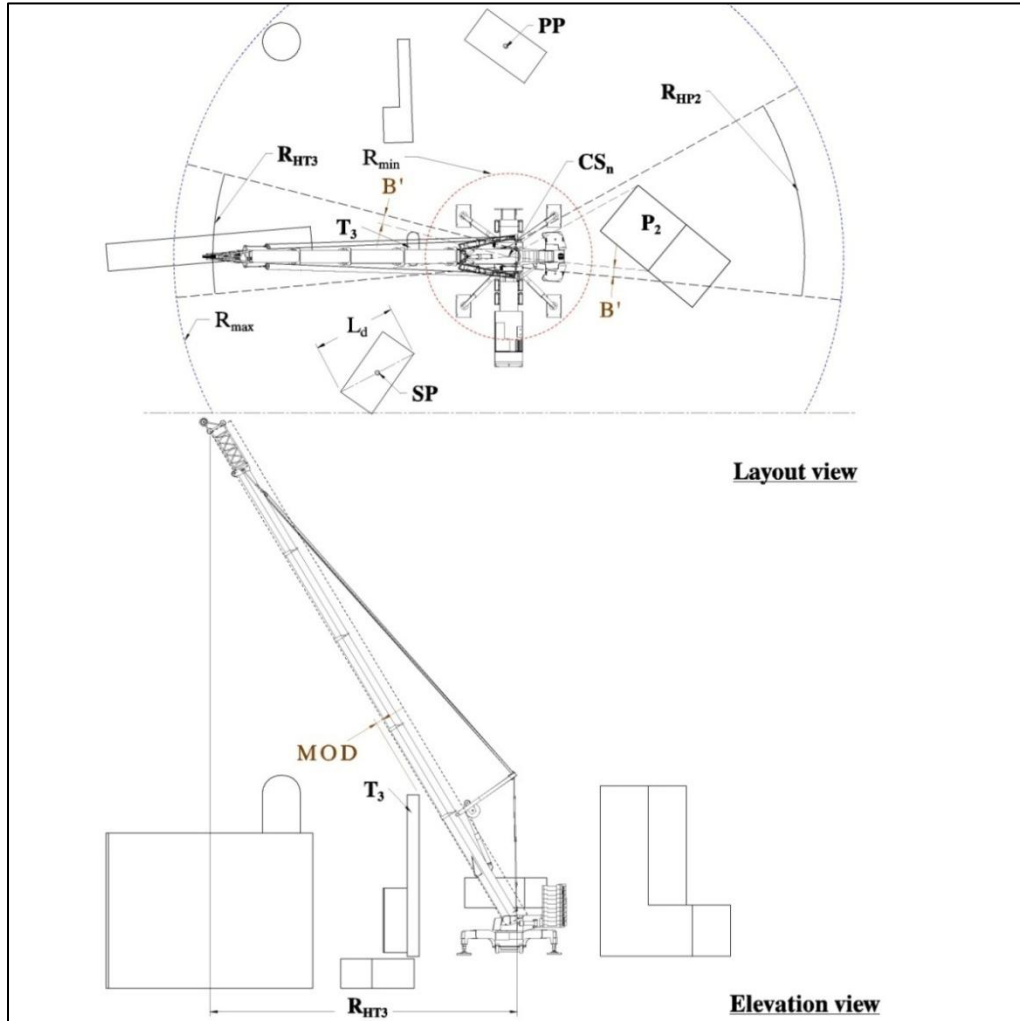 PP
R_HP2
R_HT3
R_min
CS_n
B'
T_3
P_2
B'
R_max
L_d
SP
Layout view
MOD
T_3
R_HT3
Elevation view